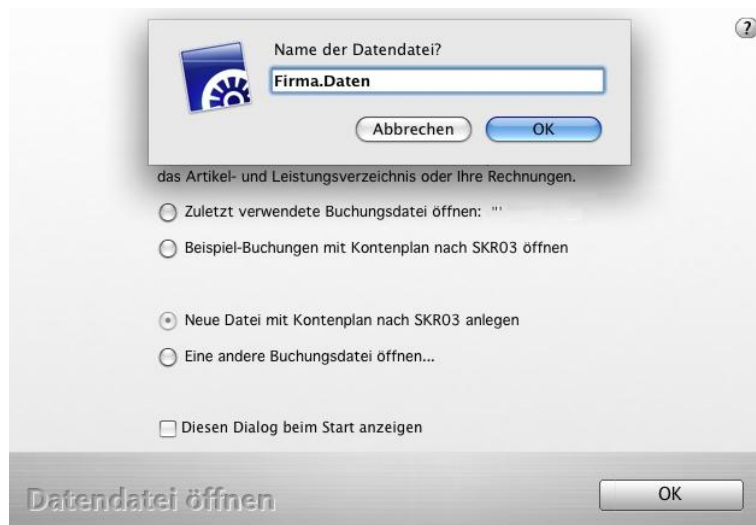 ?
Name der Datendatei?
Firma.Daten
Abbrechen
OK
das Artikel- und Leistungsverzeichnis oder Ihre Rechnungen.
Zuletzt verwendete Buchungsdatei öffnen: "'
Beispiel-Buchungen mit Kontenplan nach SKR03 öffnen
Neue Datei mit Kontenplan nach SKR03 anlegen
Eine andere Buchungsdatei öffnen...
Diesen Dialog beim Start anzeigen
Datendatei öffnen
OK